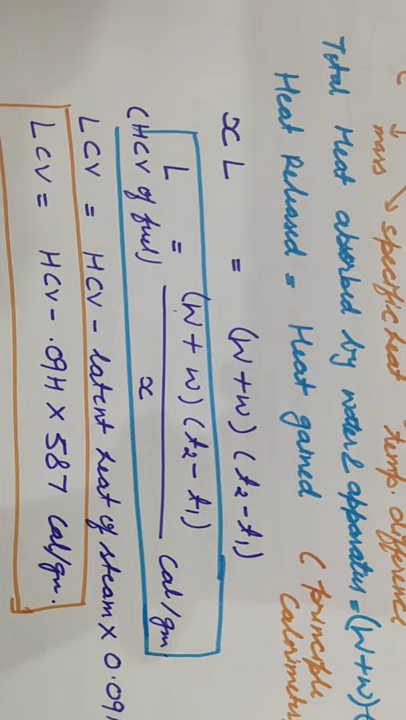 mass specific heat temp. difference
Total Heat absorbed by water & apparatus = (W+w)
Heat Released = Heat gained (principle
calorimet
xL = (W+w) (t₂-t₁)
L = (W+w) (t₂-t₁) / x cal/gm
(HCV of fuel)
LCV = HCV - latent heat of steam x 0.09
LCV = HCV - .09H x 587 cal/gm.